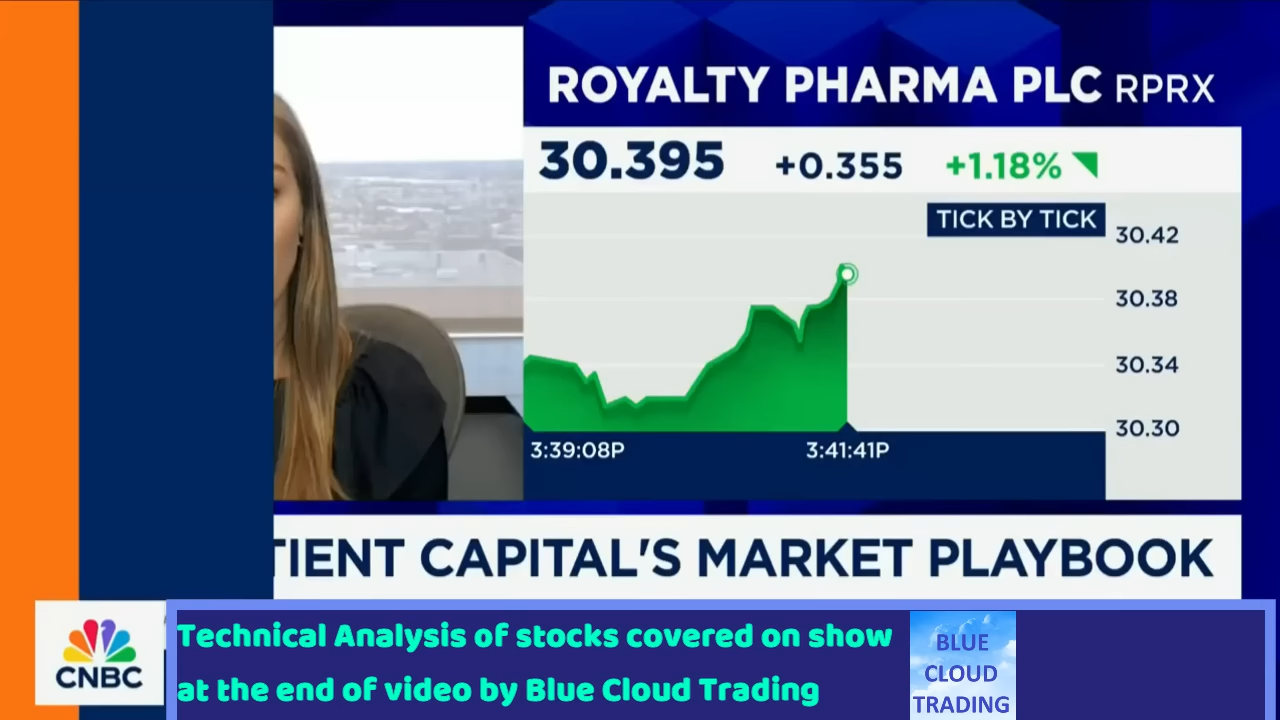 ROYALTY PHARMA PLC RPRX
30.395 +0.355 +1.18%
TICK BY TICK
30.42
30.38
30.34
30.30
3:39:08P 3:41:41P
TIENT CAPITAL'S MARKET PLAYBOOK
CNBC
Technical Analysis of stocks covered on show
at the end of video by Blue Cloud Trading
BLUE
CLOUD
TRADING